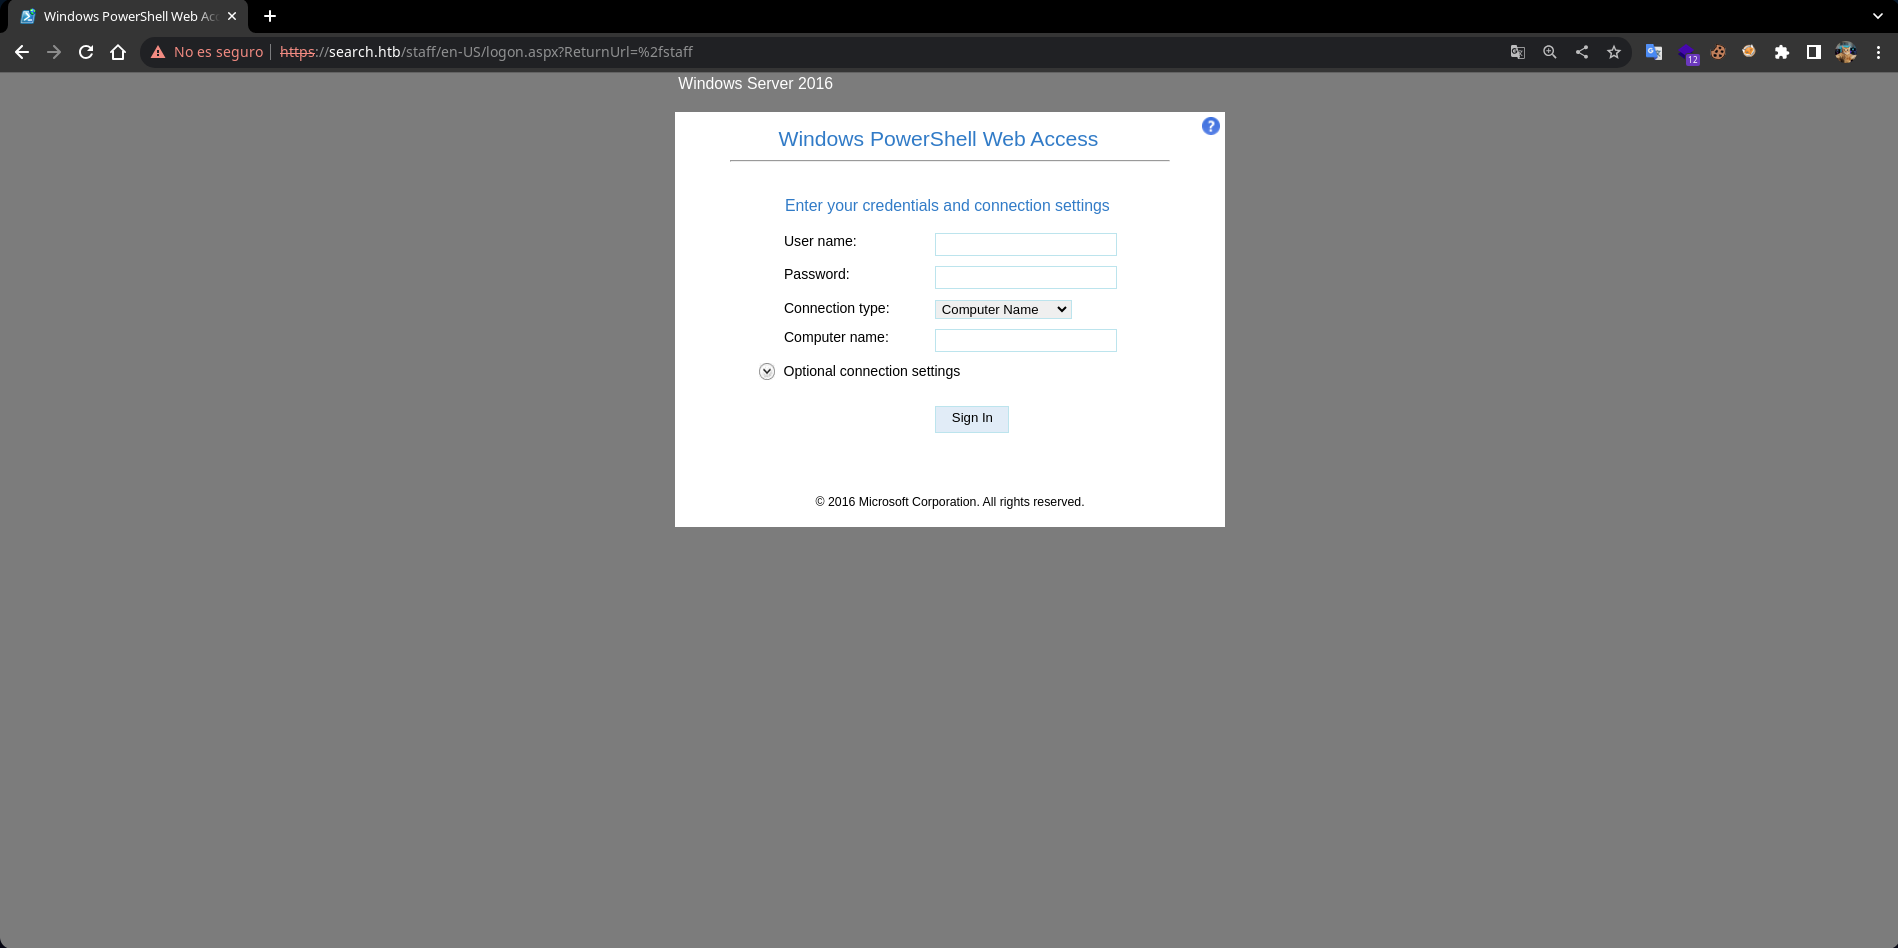 Windows PowerShell Web Acc
No es seguro https://search.htb/staff/en-US/logon.aspx?ReturnUrl=%2fstaff
12
Windows Server 2016
?
Windows PowerShell Web Access
Enter your credentials and connection settings
User name:
Password:
Connection type: Computer Name
Computer name:
Optional connection settings
Sign In
© 2016 Microsoft Corporation. All rights reserved.